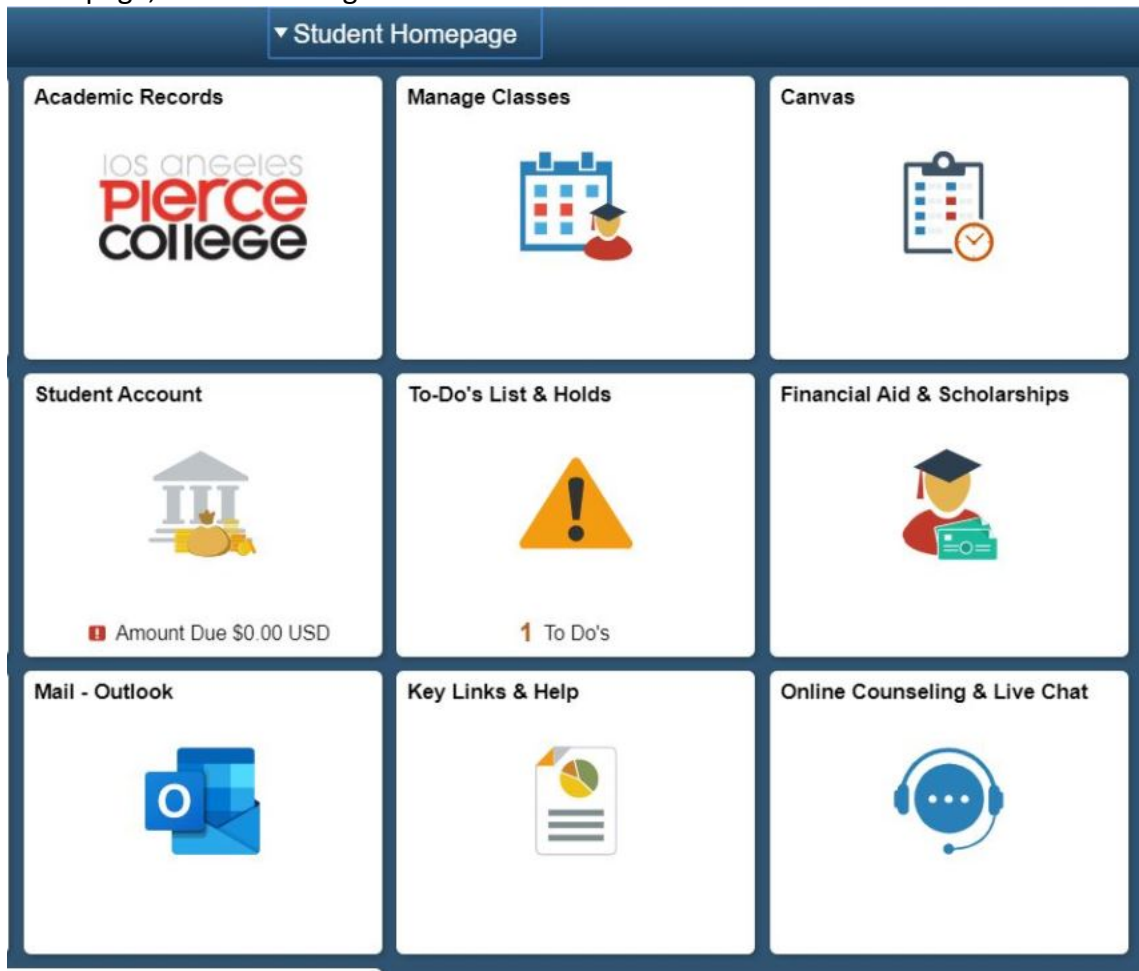 ▾ Student Homepage
Academic Records
los angeles
Pierce
college
Manage Classes
Canvas
Student Account
Amount Due $0.00 USD
To-Do's List & Holds
1 To Do's
Financial Aid & Scholarships
Mail - Outlook
O
Key Links & Help
Online Counseling & Live Chat